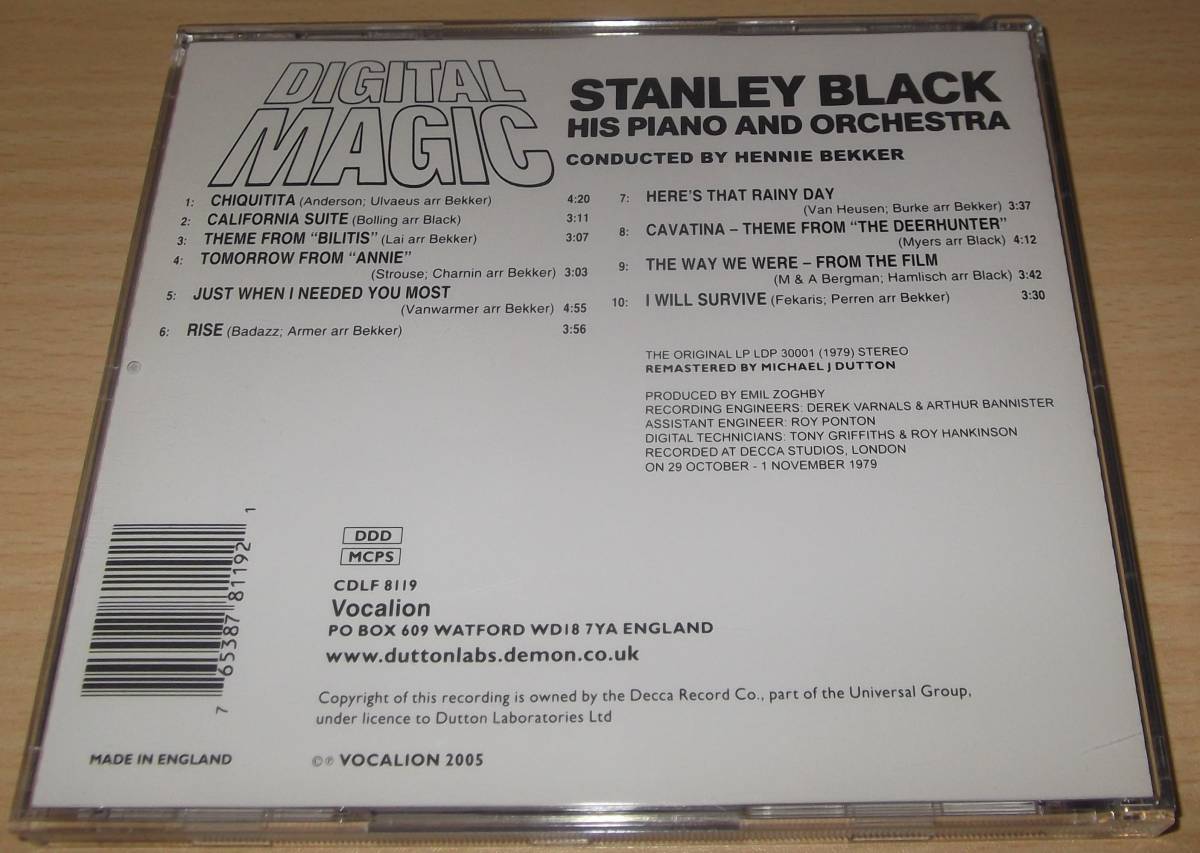 DIGITAL
MAGIC
STANLEY BLACK
HIS PIANO AND ORCHESTRA
CONDUCTED BY HENNIE BEKKER
1: CHIQUITITA (Anderson; Ulvaeus arr Bekker) 4:20
2: CALIFORNIA SUITE (Bolling arr Black) 3:11
3: THEME FROM “BILITIS” (Lai arr Bekker) 3:07
4: TOMORROW FROM “ANNIE”
(Strouse; Charnin arr Bekker) 3:03
5: JUST WHEN I NEEDED YOU MOST
(Vanwarmer arr Bekker) 4:55
6: RISE (Badazz; Armer arr Bekker) 3:56
7: HERE'S THAT RAINY DAY
(Van Heusen; Burke arr Bekker) 3:37
8: CAVATINA – THEME FROM “THE DEERHUNTER”
(Myers arr Black) 4:12
9: THE WAY WE WERE – FROM THE FILM
(M & A Bergman; Hamlisch arr Black) 3:42
10: I WILL SURVIVE (Fekaris; Perren arr Bekker) 3:30
THE ORIGINAL LP LDP 30001 (1979) STEREO
REMASTERED BY MICHAEL J DUTTON
PRODUCED BY EMIL ZOGHBY
RECORDING ENGINEERS: DEREK VARNALS & ARTHUR BANNISTER
ASSISTANT ENGINEER: ROY PONTON
DIGITAL TECHNICIANS: TONY GRIFFITHS & ROY HANKINSON
RECORDED AT DECCA STUDIOS, LONDON
ON 29 OCTOBER - 1 NOVEMBER 1979
7 65387 81192 1
DDD
MCPS
CDLF 8119
Vocalion
PO BOX 609 WATFORD WD18 7YA ENGLAND
www.duttonlabs.demon.co.uk
Copyright of this recording is owned by the Decca Record Co., part of the Universal Group,
under licence to Dutton Laboratories Ltd
MADE IN ENGLAND
©℗ VOCALION 2005